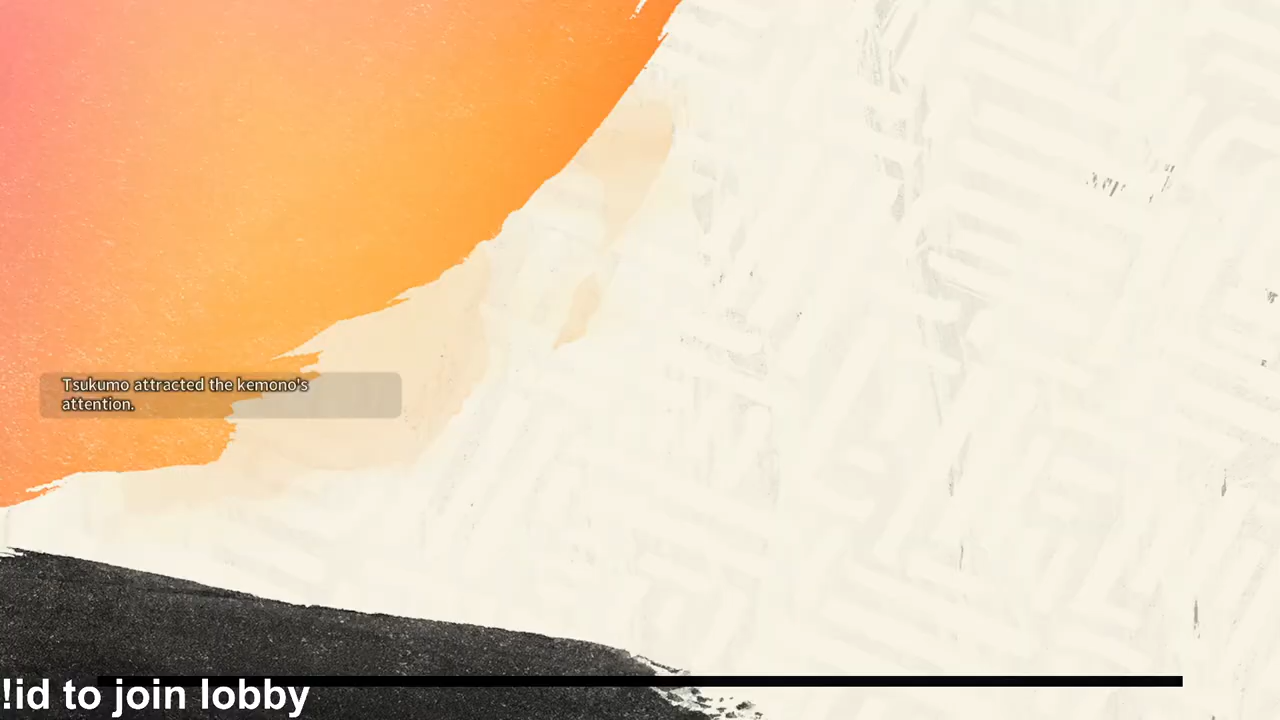 Tsukumo attracted the kemono's
attention.
!id to join lobby